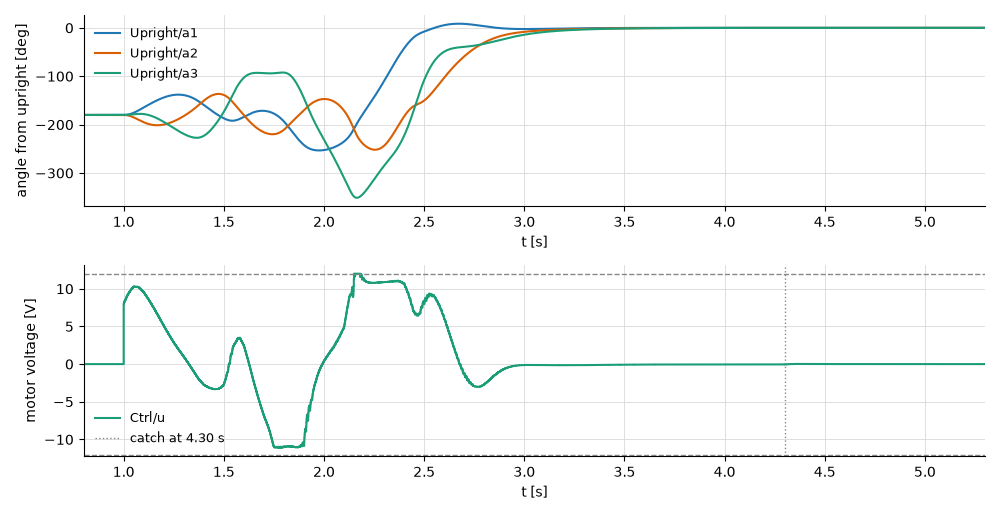 angle from upright [deg]
0
−100
−200
−300
Upright/a1
Upright/a2
Upright/a3
1.0 1.5 2.0 2.5 3.0 3.5 4.0 4.5 5.0
t [s]
motor voltage [V]
10
5
0
−5
−10
Ctrl/u
catch at 4.30 s
1.0 1.5 2.0 2.5 3.0 3.5 4.0 4.5 5.0
t [s]